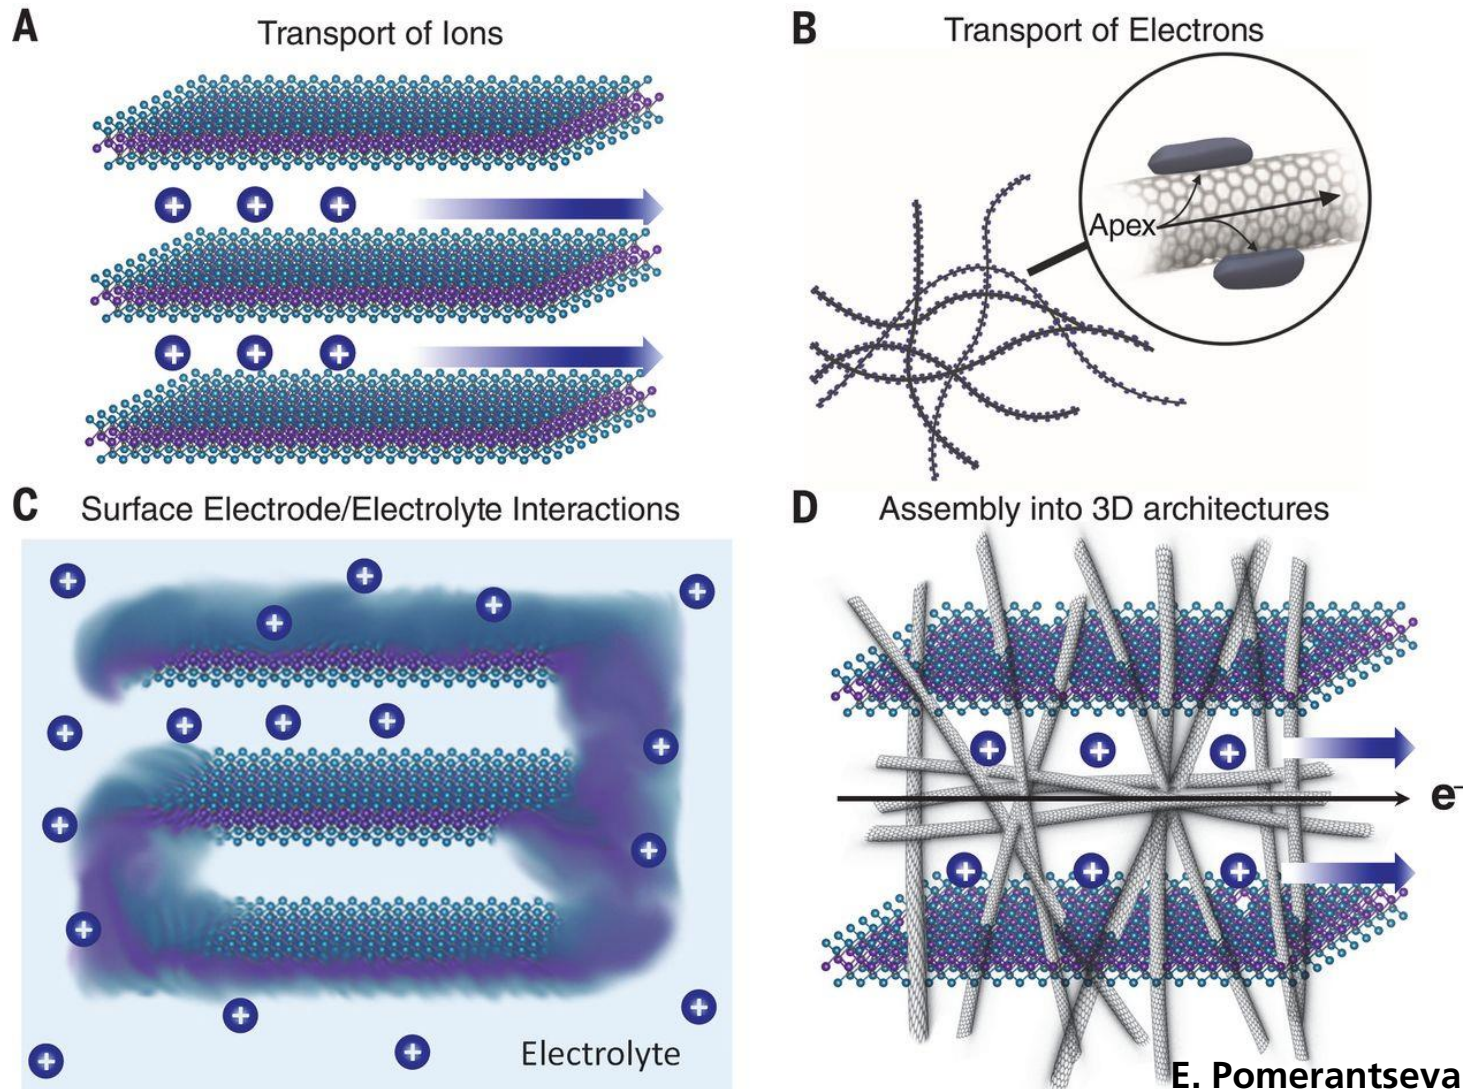 A
Transport of Ions
B
Transport of Electrons
Apex
C
Surface Electrode/Electrolyte Interactions
Electrolyte
D
Assembly into 3D architectures
e⁻
E. Pomerantseva